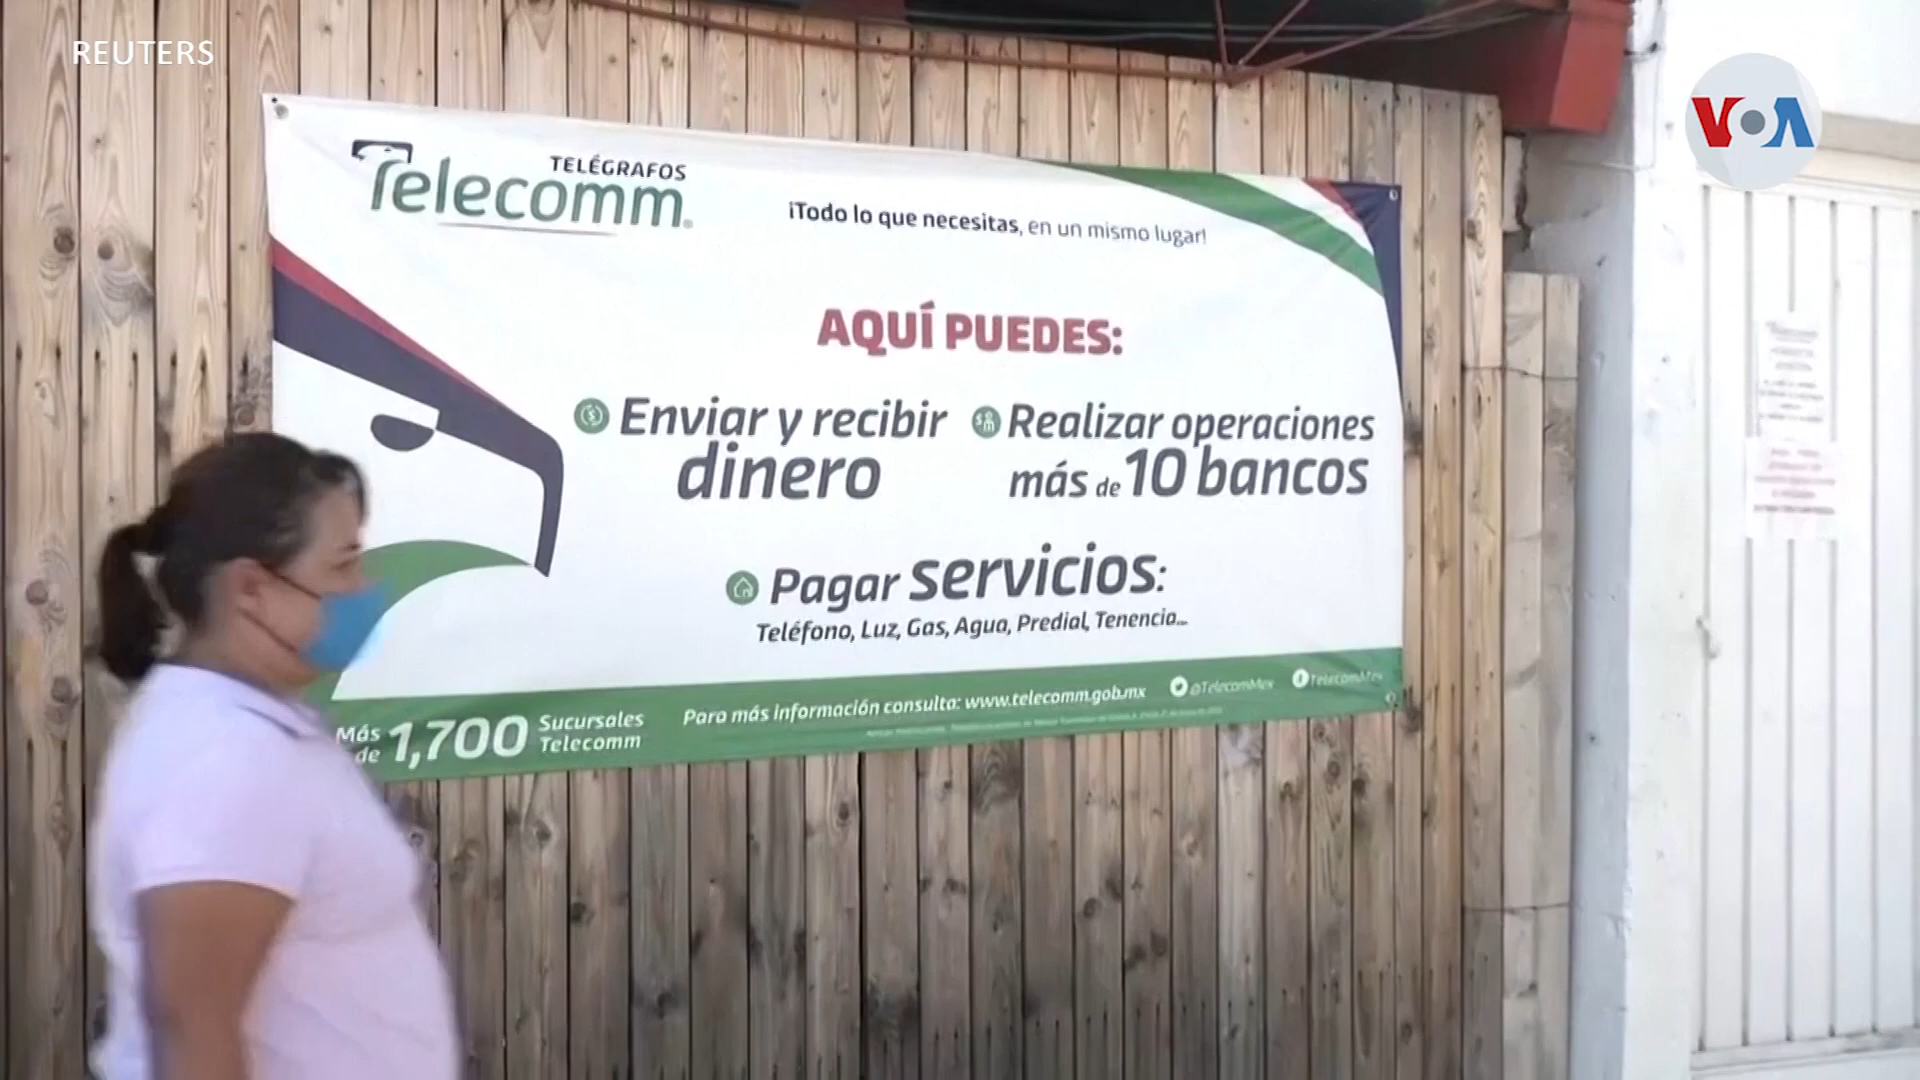 REUTERS
VOA
TELÉGRAFOS
Telecomm
¡Todo lo que necesitas, en un mismo lugar!
AQUÍ PUEDES:
Enviar y recibir dinero
Realizar operaciones más de 10 bancos
Pagar servicios:
Teléfono, Luz, Gas, Agua, Predial, Tenencia...
Más de 1,700 Sucursales Telecomm
Para más información consulta: www.telecomm.gob.mx
@TelecommMex
TelecommMex